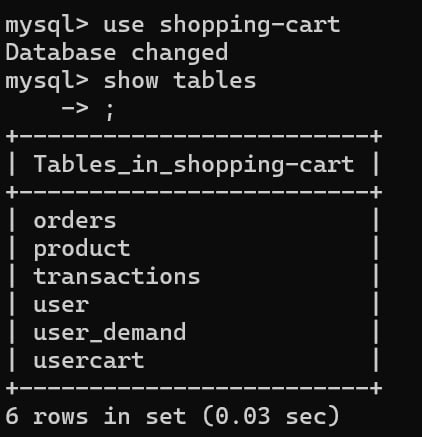 mysql> use shopping-cart
Database changed
mysql> show tables
    -> ;
+-------------------------+
| Tables_in_shopping-cart |
+-------------------------+
| orders                  |
| product                 |
| transactions            |
| user                    |
| user_demand             |
| usercart                |
+-------------------------+
6 rows in set (0.03 sec)